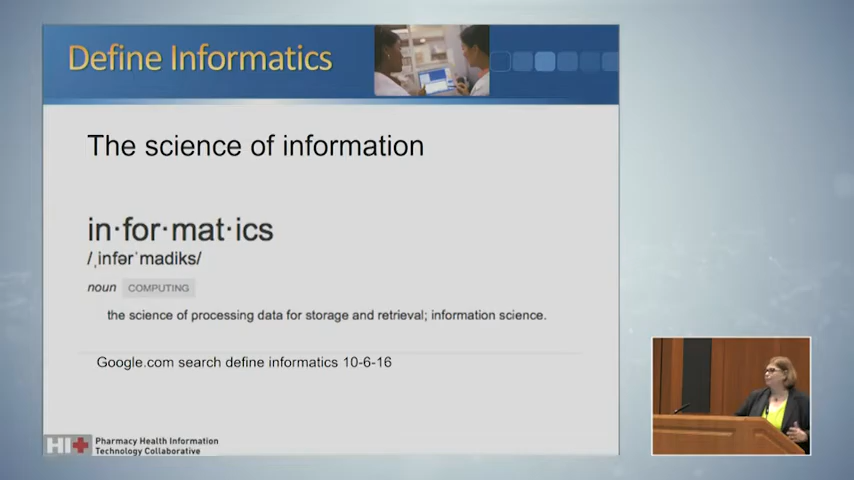 Define Informatics
The science of information
in·for·mat·ics
/ˌinfərˈmadiks/
noun COMPUTING
the science of processing data for storage and retrieval; information science.
Google.com search define informatics 10-6-16
HI Pharmacy Health Information
Technology Collaborative